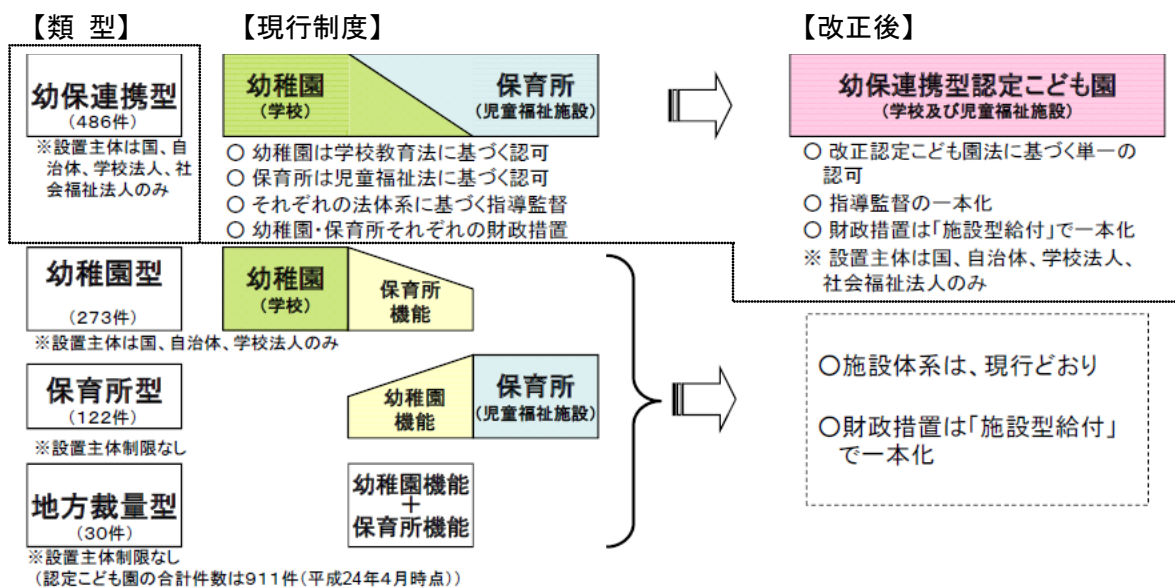 【類 型】
【現行制度】
【改正後】
幼保連携型
(486件)
※設置主体は国、自
治体、学校法人、社
会福祉法人のみ
幼稚園
(学校)
保育所
(児童福祉施設)
○ 幼稚園は学校教育法に基づく認可
○ 保育所は児童福祉法に基づく認可
○ それぞれの法体系に基づく指導監督
○ 幼稚園・保育所それぞれの財政措置
幼保連携型認定こども園
(学校及び児童福祉施設)
○ 改正認定こども園法に基づく単一の
認可
○ 指導監督の一本化
○ 財政措置は「施設型給付」で一本化
※ 設置主体は国、自治体、学校法人、
社会福祉法人のみ
幼稚園型
(273件)
※設置主体は国、自治体、学校法人のみ
幼稚園
(学校)
保育所
機能
保育所型
(122件)
※設置主体制限なし
幼稚園
機能
保育所
(児童福祉施設)
地方裁量型
(30件)
※設置主体制限なし
幼稚園機能
+
保育所機能
○施設体系は、現行どおり
○財政措置は「施設型給付」
で一本化
(認定こども園の合計件数は911件(平成24年4月時点))